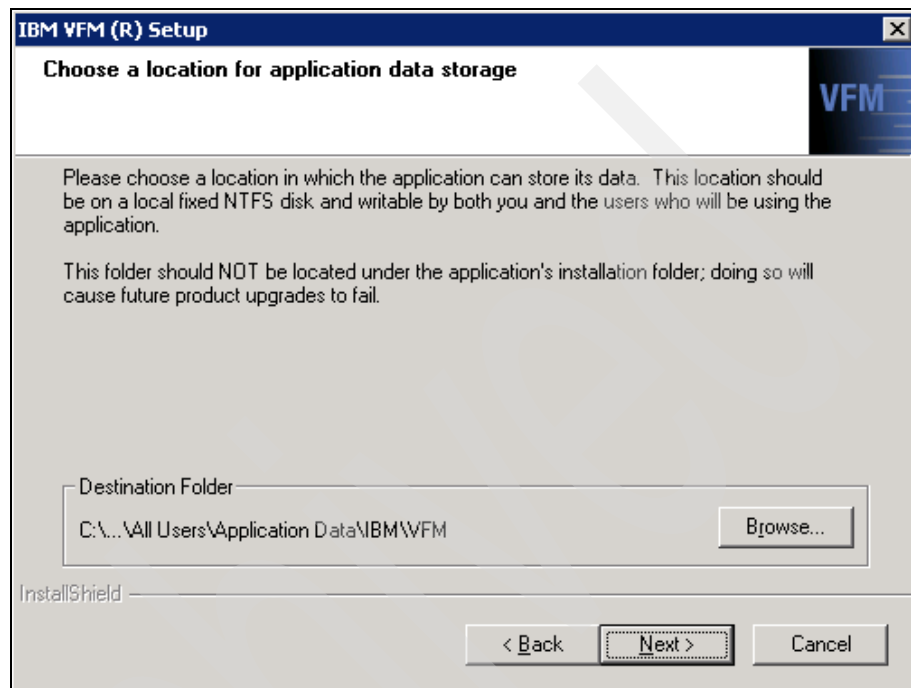 IBM VFM (R) Setup
Choose a location for application data storage
VFM
Please choose a location in which the application can store its data. This location should
be on a local fixed NTFS disk and writable by both you and the users who will be using the
application.
This folder should NOT be located under the application's installation folder; doing so will
cause future product upgrades to fail.
Destination Folder
C:\...\All Users\Application Data\IBM\VFM
Browse...
InstallShield
< Back
Next >
Cancel